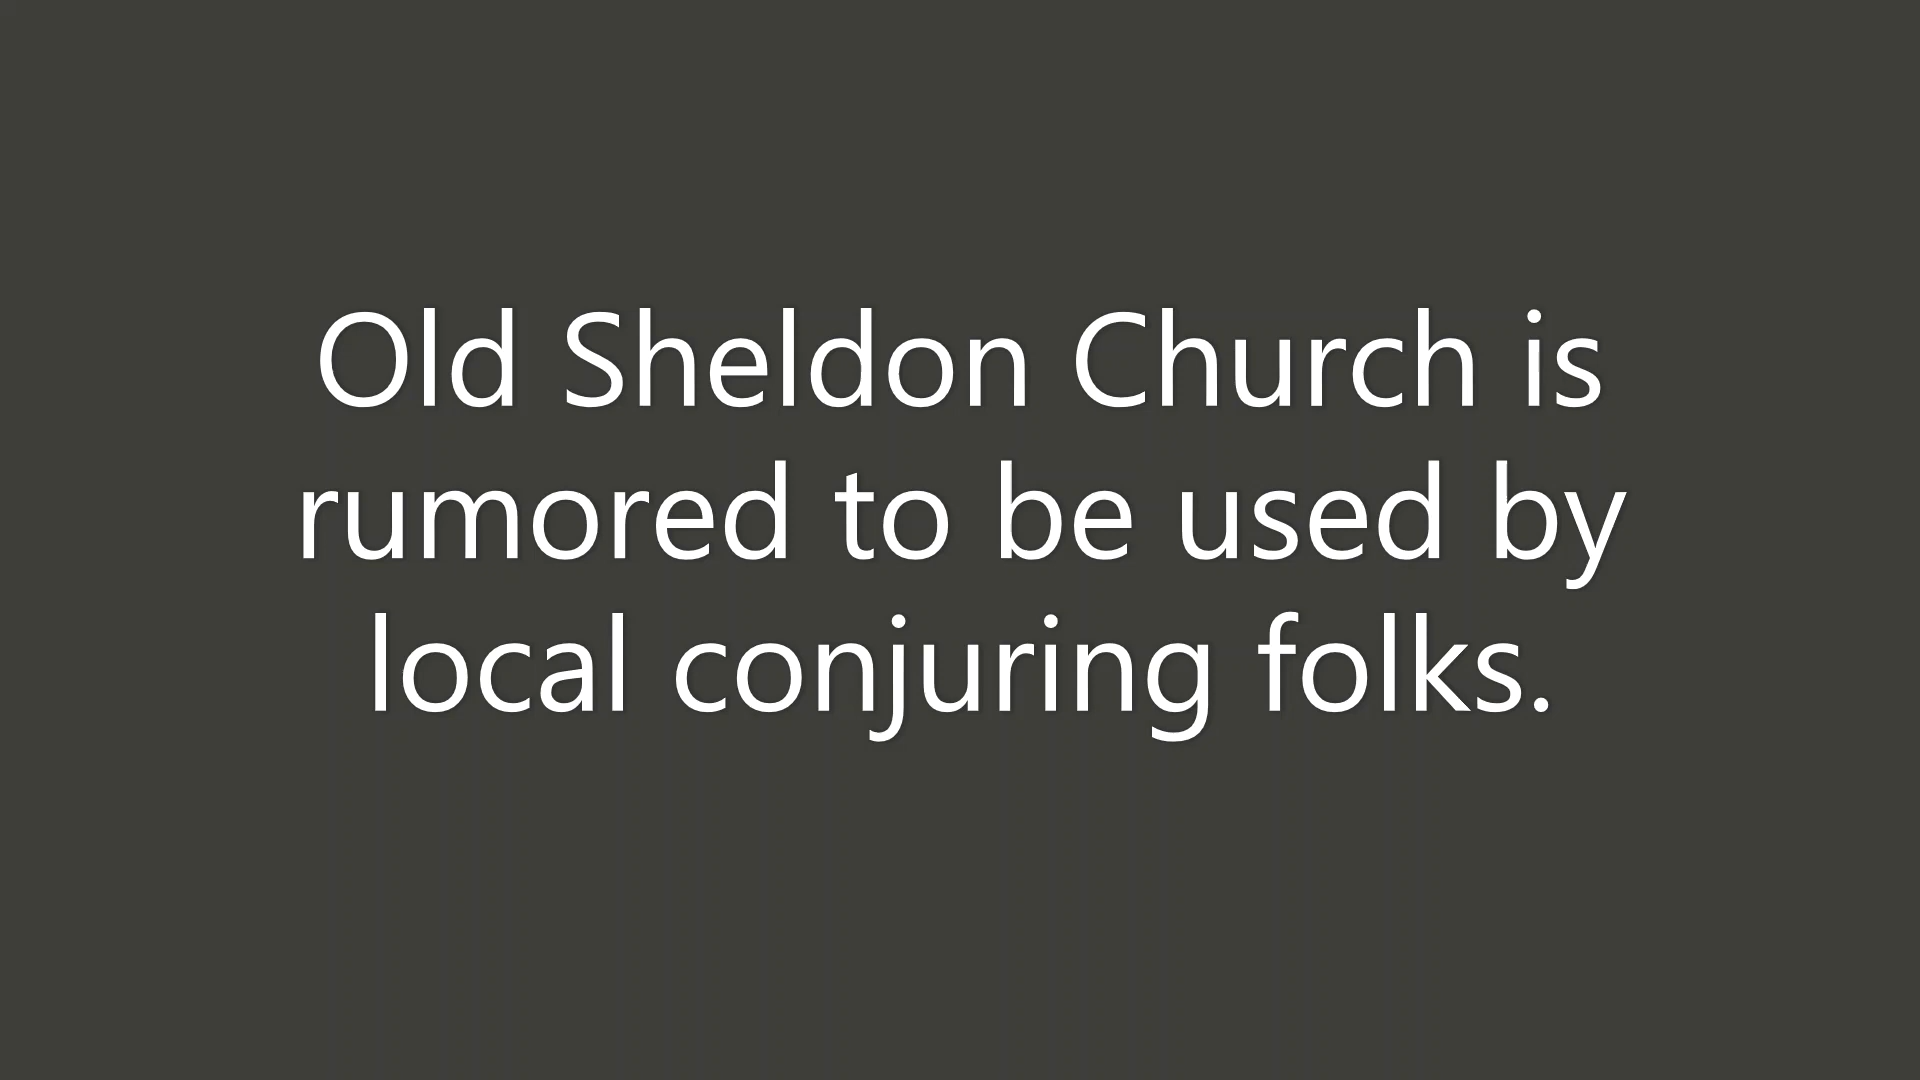 Old Sheldon Church is
rumored to be used by
local conjuring folks.